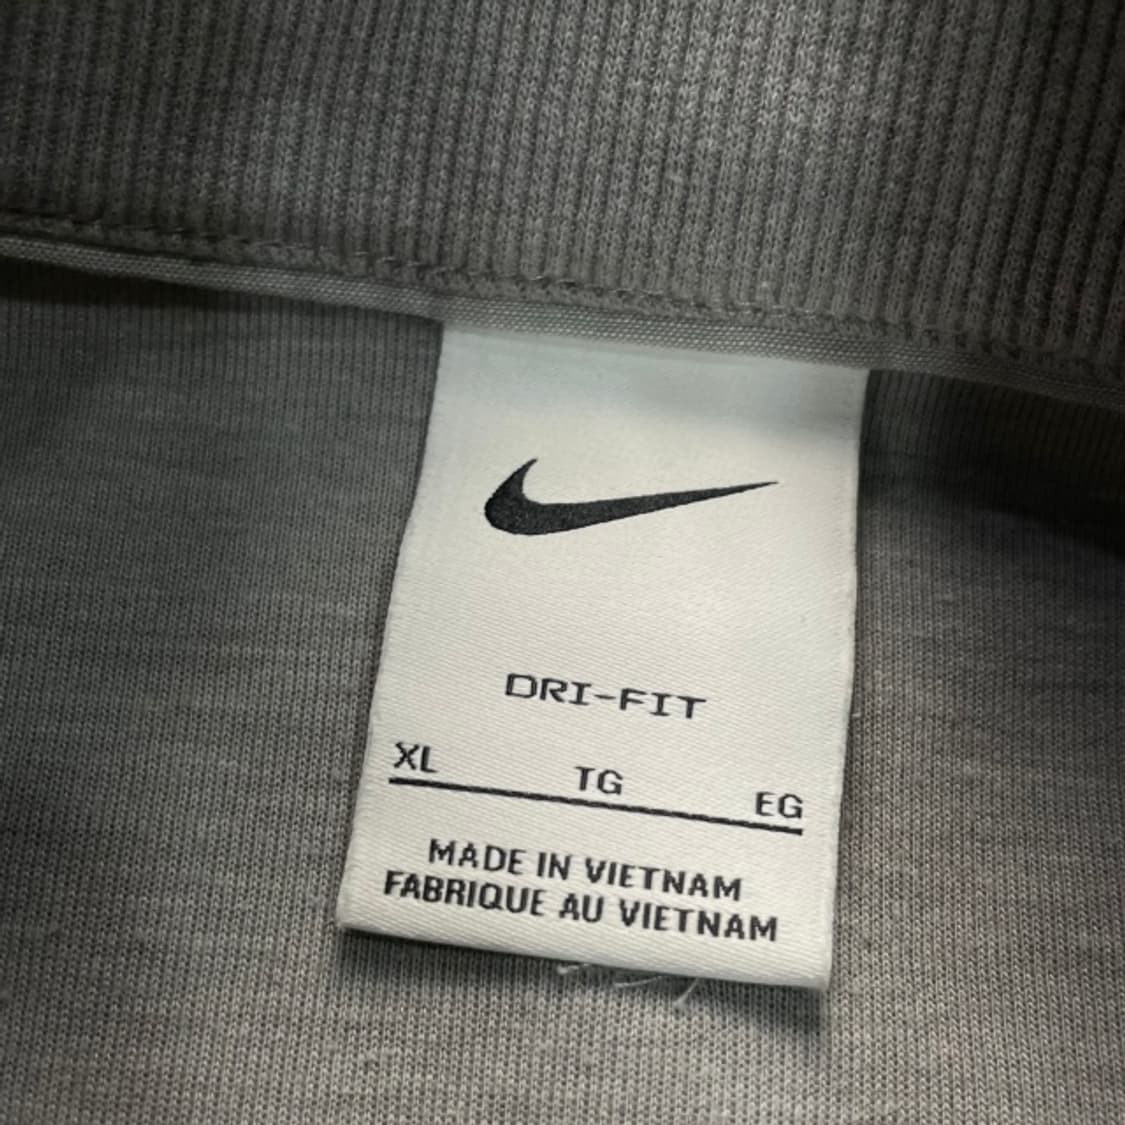 DRI-FIT
XL TG EG
MADE IN VIETNAM
FABRIQUE AU VIETNAM